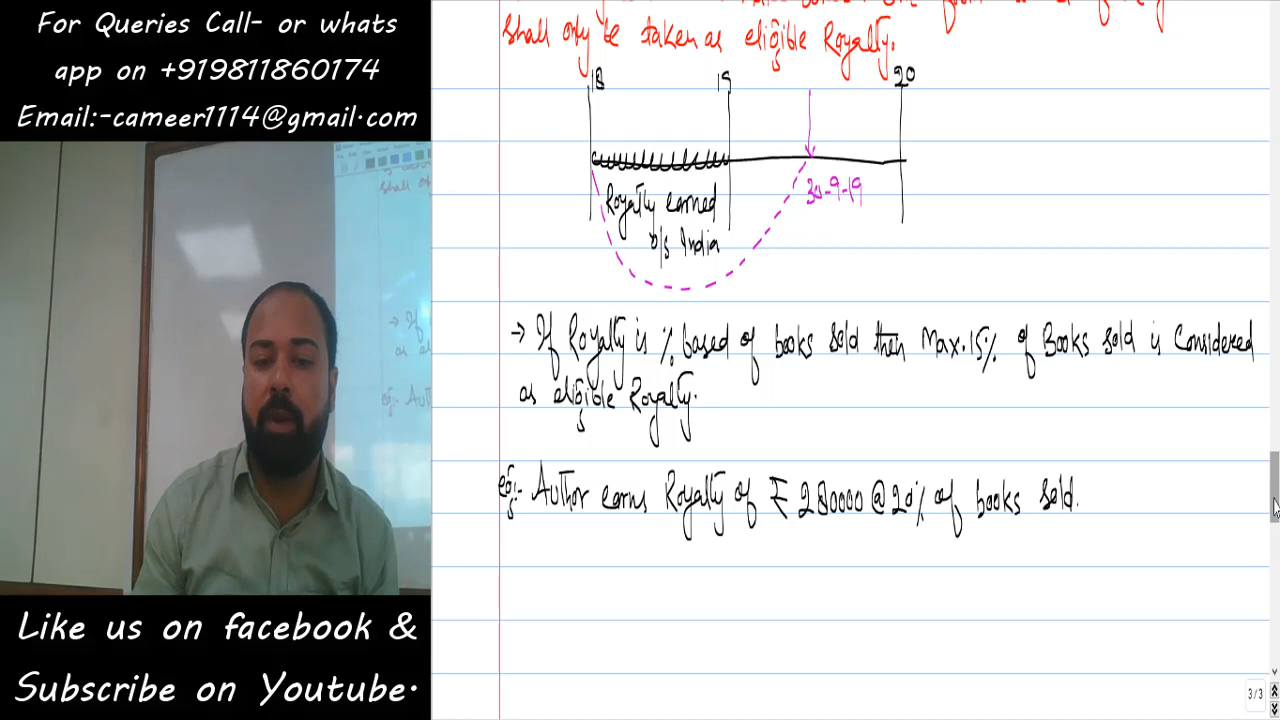 For Queries Call- or whats
app on +919811860174
Email:-cameer1114@gmail.com
Shall only be taken as eligible Royalty.
18 19 20
30-9-19
Royalty earned
o/s India
→ If Royalty is % based of books sold then Max. 15% of Books sold is Considered
as eligible Royalty.
eg:- Author earns Royalty of ₹ 280000 @ 20% of books sold.
Like us on facebook &
Subscribe on Youtube.
3/3